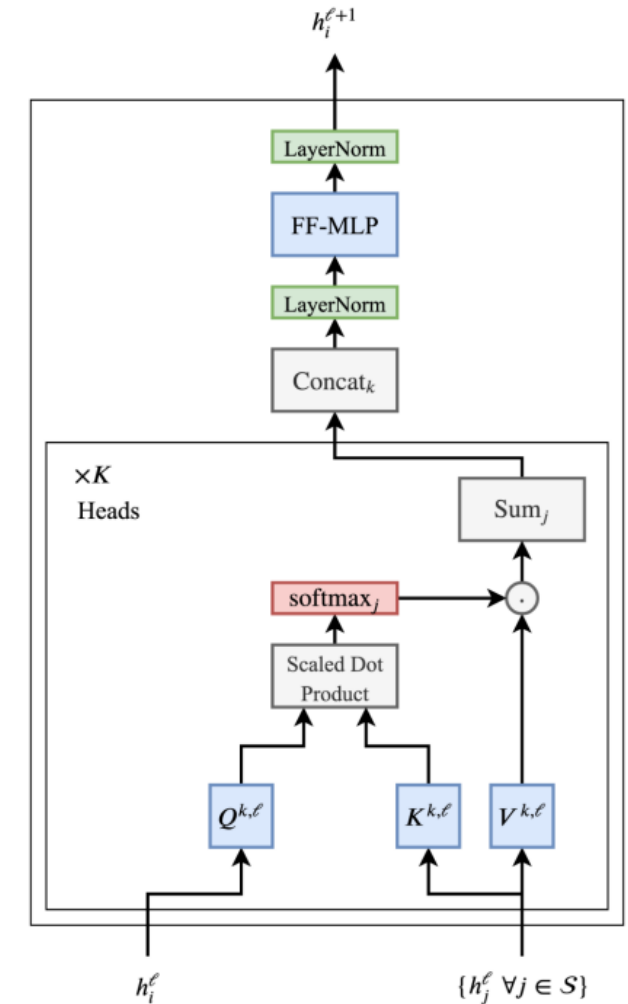 h_i^{ℓ+1}
LayerNorm
FF-MLP
LayerNorm
Concat_k
×K
Heads
Sum_j
softmax_j
.
Scaled Dot
Product
Q^{k,ℓ}
K^{k,ℓ}
V^{k,ℓ}
h_i^ℓ
{h_j^ℓ ∀j ∈ S}